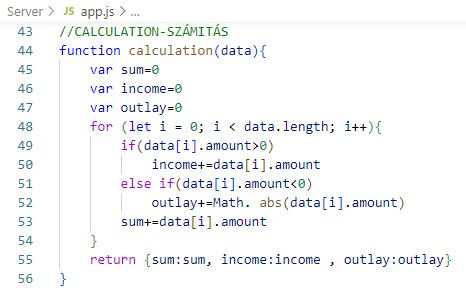 Server > JS app.js > ...
43 //CALCULATION-SZÁMITÁS
44 function calculation(data){
45     var sum=0
46     var income=0
47     var outlay=0
48     for (let i = 0; i < data.length; i++){
49         if(data[i].amount>0)
50             income+=data[i].amount
51         else if(data[i].amount<0)
52             outlay+=Math. abs(data[i].amount)
53         sum+=data[i].amount
54     }
55     return {sum:sum, income:income , outlay:outlay}
56 }